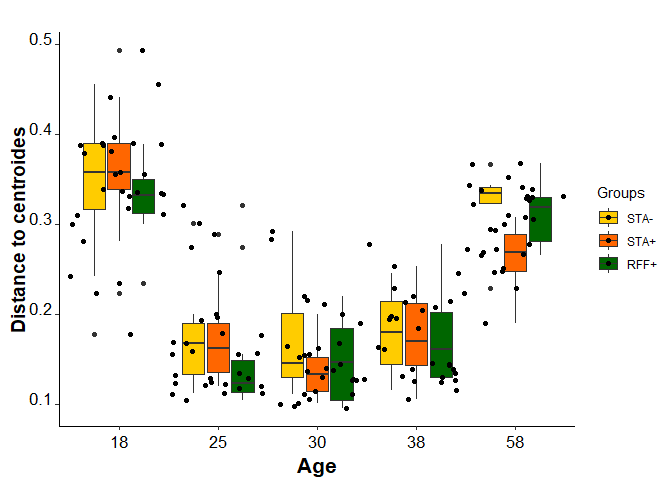 0.5
0.4
0.3
0.2
0.1
Distance to centroides
18 25 30 38 58
Age
Groups
STA-
STA+
RFF+